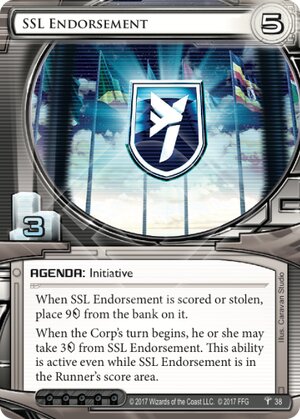 SSL Endorsement
5
3
AGENDA: Initiative
When SSL Endorsement is scored or stolen,
place 9 from the bank on it.
When the Corp's turn begins, he or she may
take 3 from SSL Endorsement. This ability
is active even while SSL Endorsement is in
the Runner's score area.
Illus. Caravan Studio
© 2017 Wizards of the Coast LLC. © 2017 FFG
38